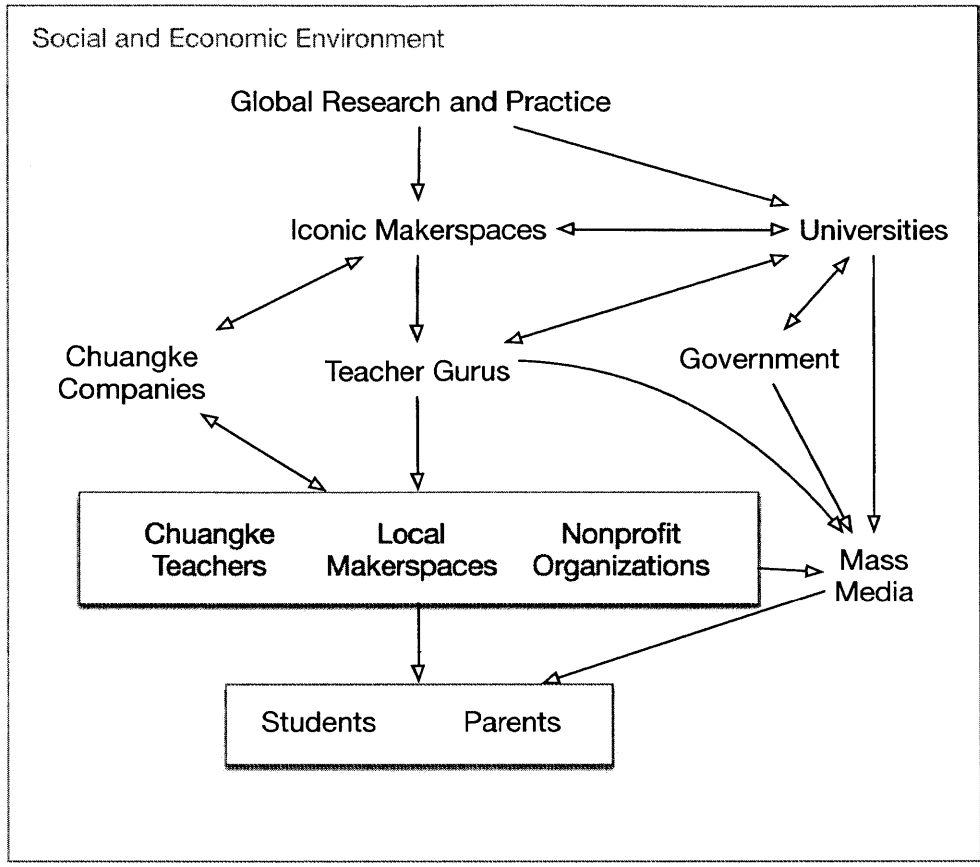 Social and Economic Environment
Global Research and Practice
Iconic Makerspaces
Universities
Chuangke
Companies
Teacher Gurus
Government
Chuangke
Teachers
Local
Makerspaces
Nonprofit
Organizations
Mass
Media
Students
Parents